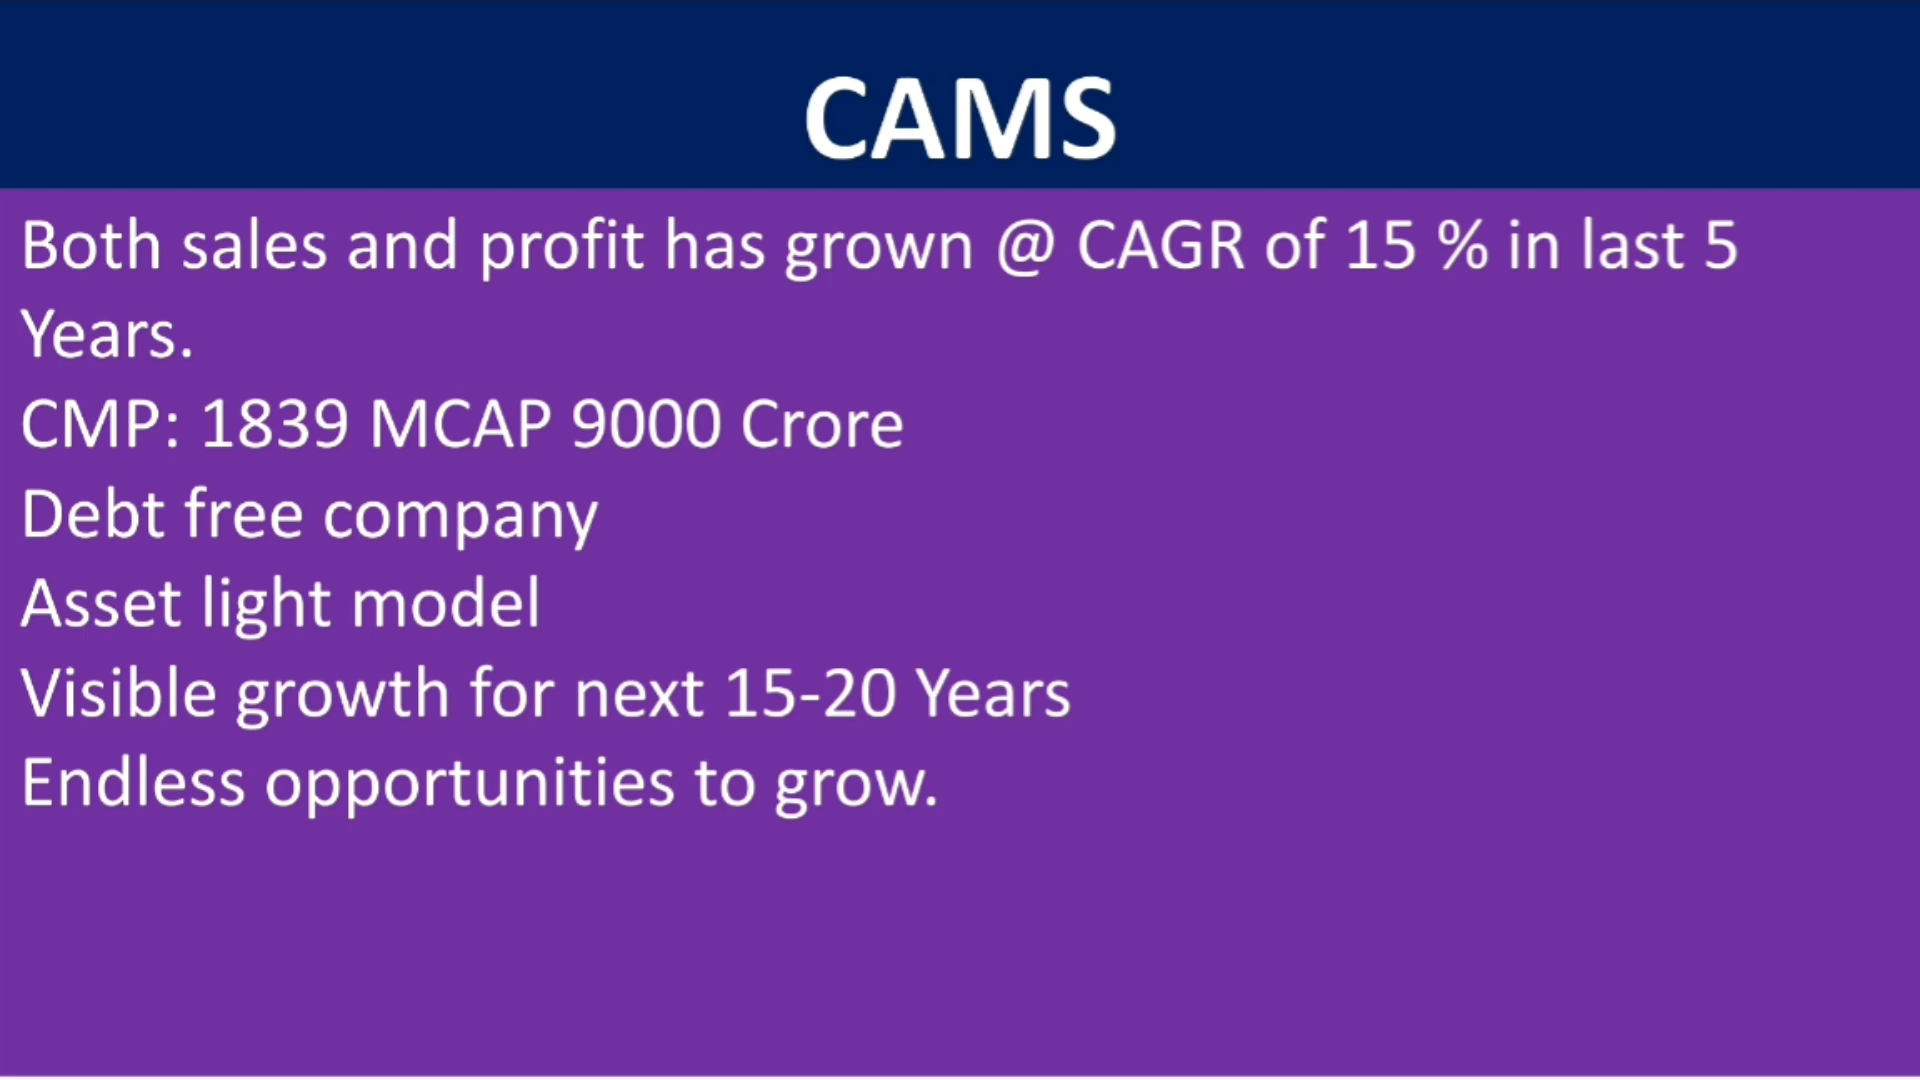 CAMS
Both sales and profit has grown @ CAGR of 15 % in last 5
Years.
CMP: 1839 MCAP 9000 Crore
Debt free company
Asset light model
Visible growth for next 15-20 Years
Endless opportunities to grow.